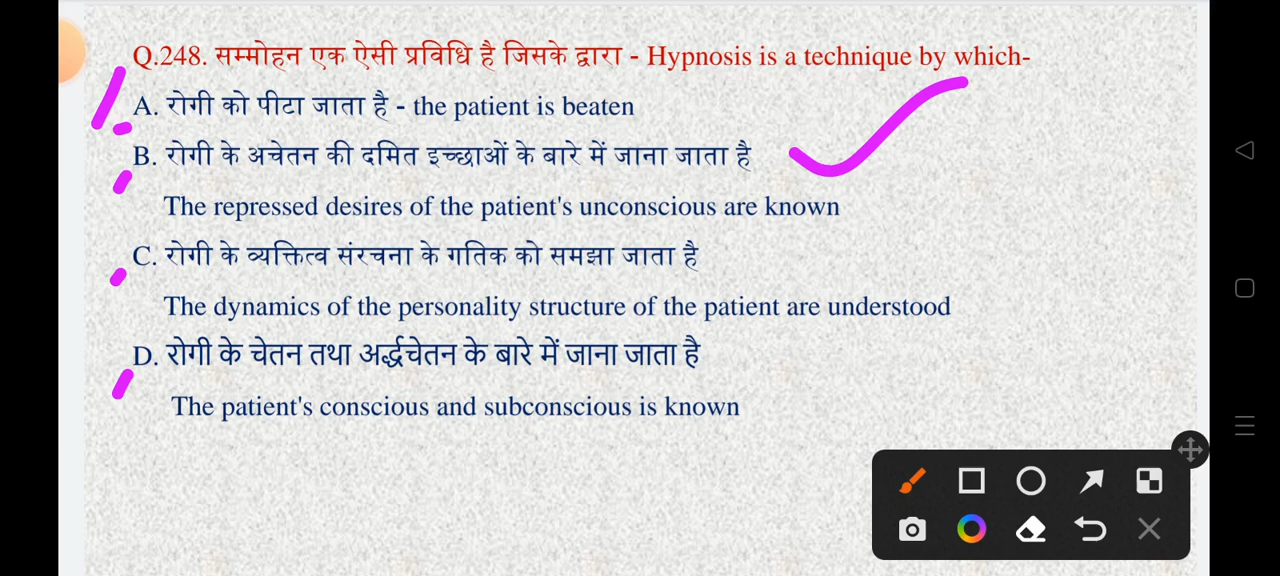 Q.248. सम्मोहन एक ऐसी प्रविधि है जिसके द्वारा - Hypnosis is a technique by which-
A. रोगी को पीटा जाता है - the patient is beaten
B. रोगी के अचेतन की दमित इच्छाओं के बारे में जाना जाता है
The repressed desires of the patient's unconscious are known
C. रोगी के व्यक्तित्व संरचना के गतिक को समझा जाता है
The dynamics of the personality structure of the patient are understood
D. रोगी के चेतन तथा अर्द्धचेतन के बारे में जाना जाता है
The patient's conscious and subconscious is known